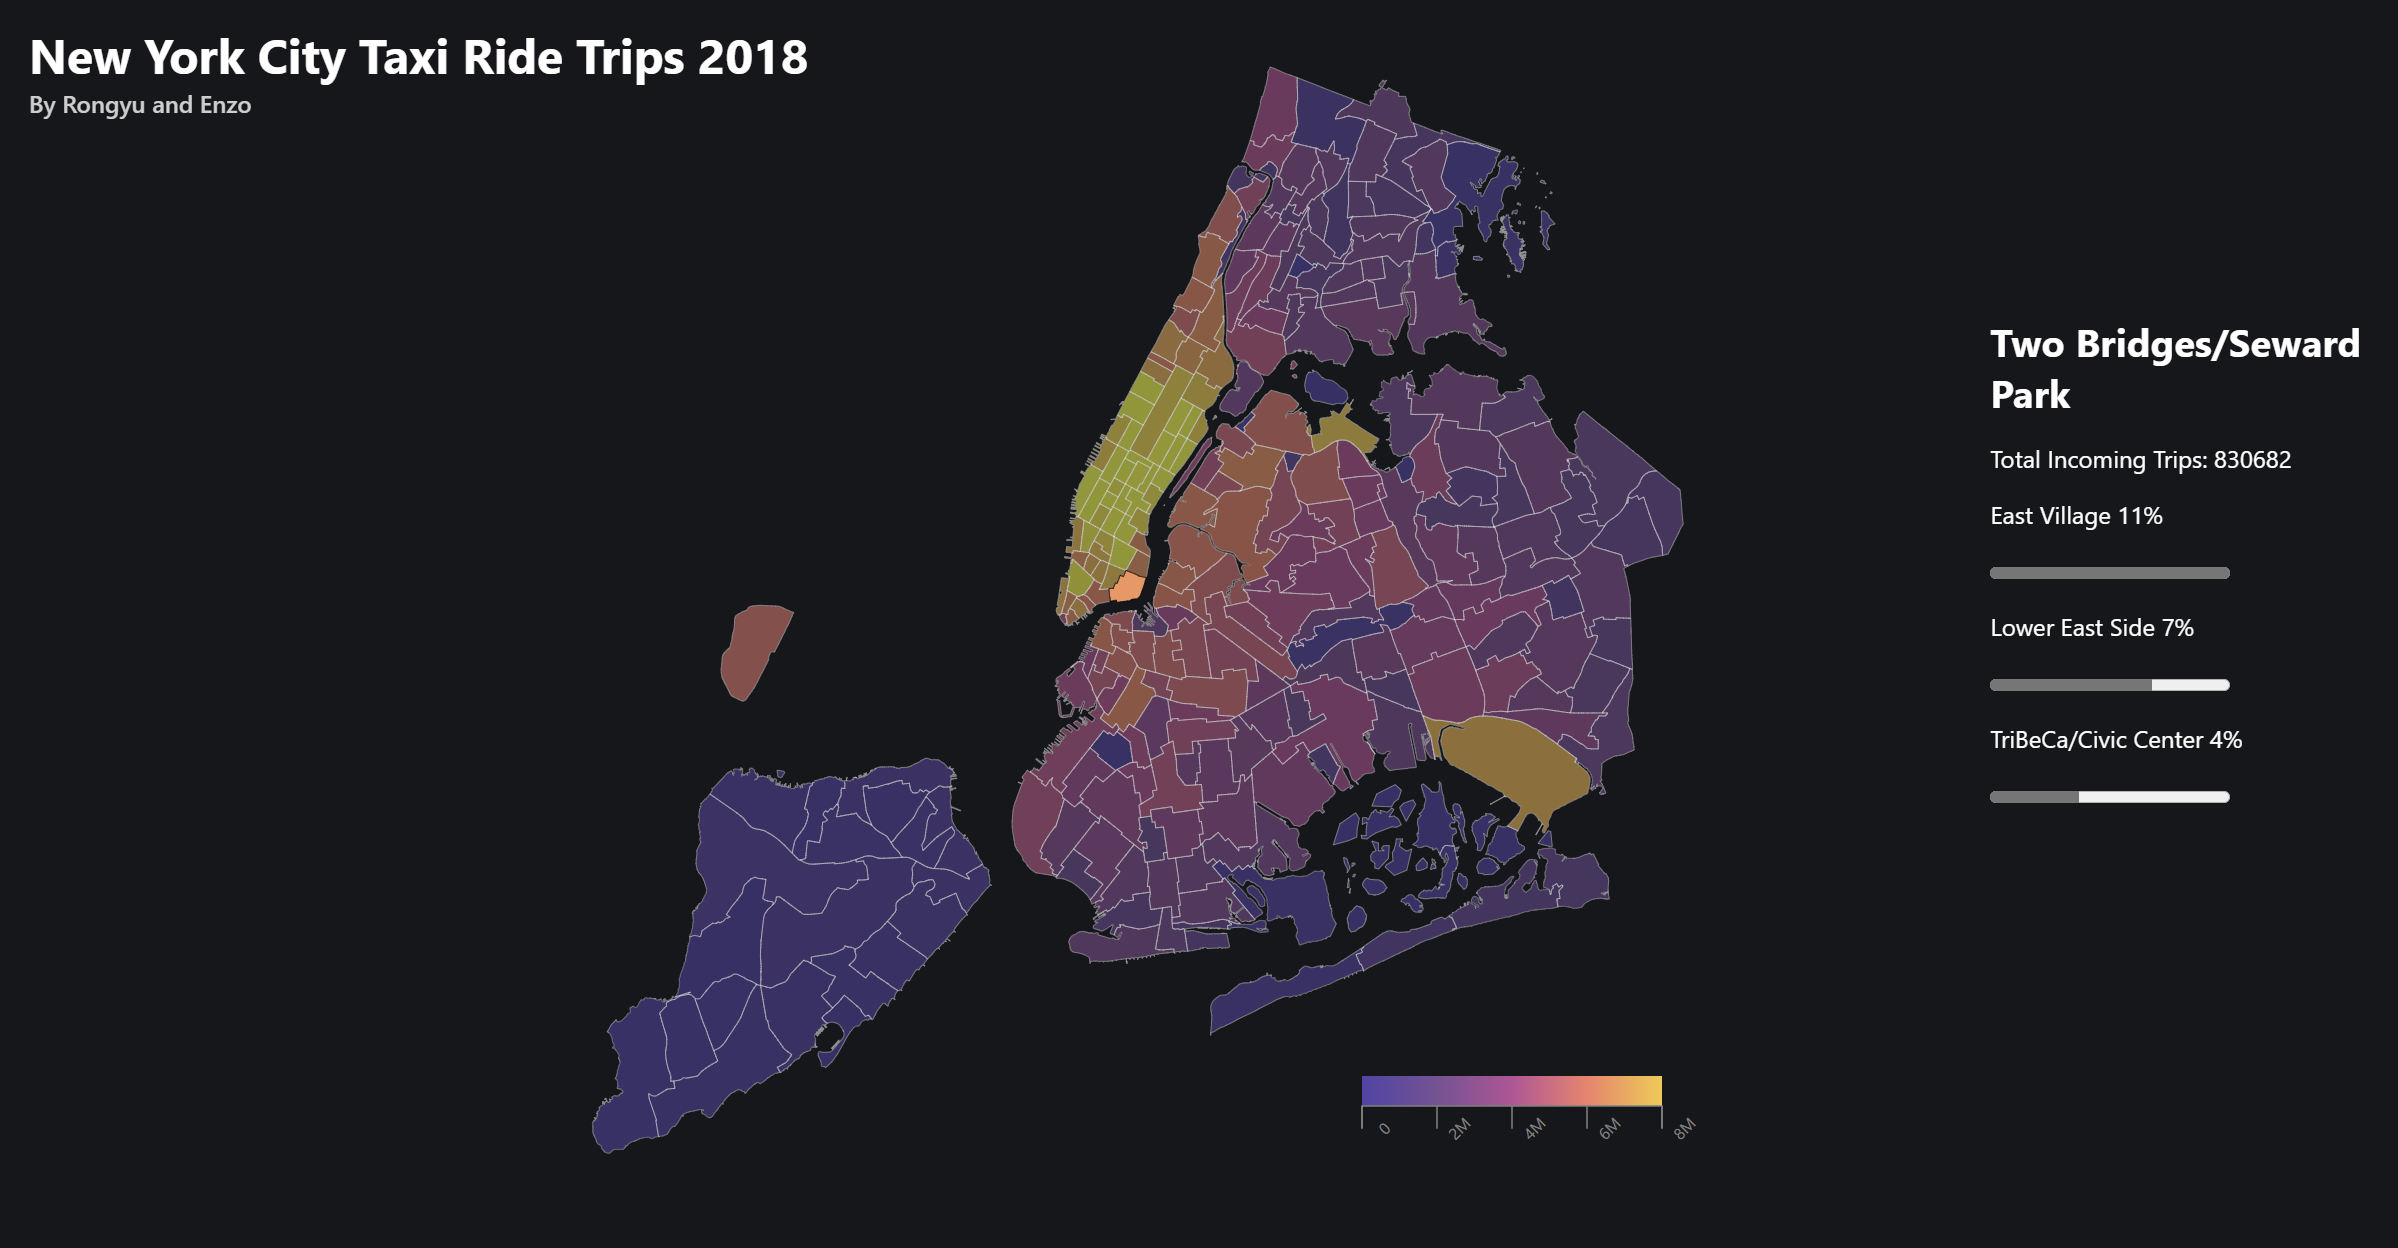 New York City Taxi Ride Trips 2018
By Rongyu and Enzo
Two Bridges/Seward
Park
Total Incoming Trips: 830682
East Village 11%
Lower East Side 7%
TriBeCa/Civic Center 4%
0 2M 4M 6M 8M